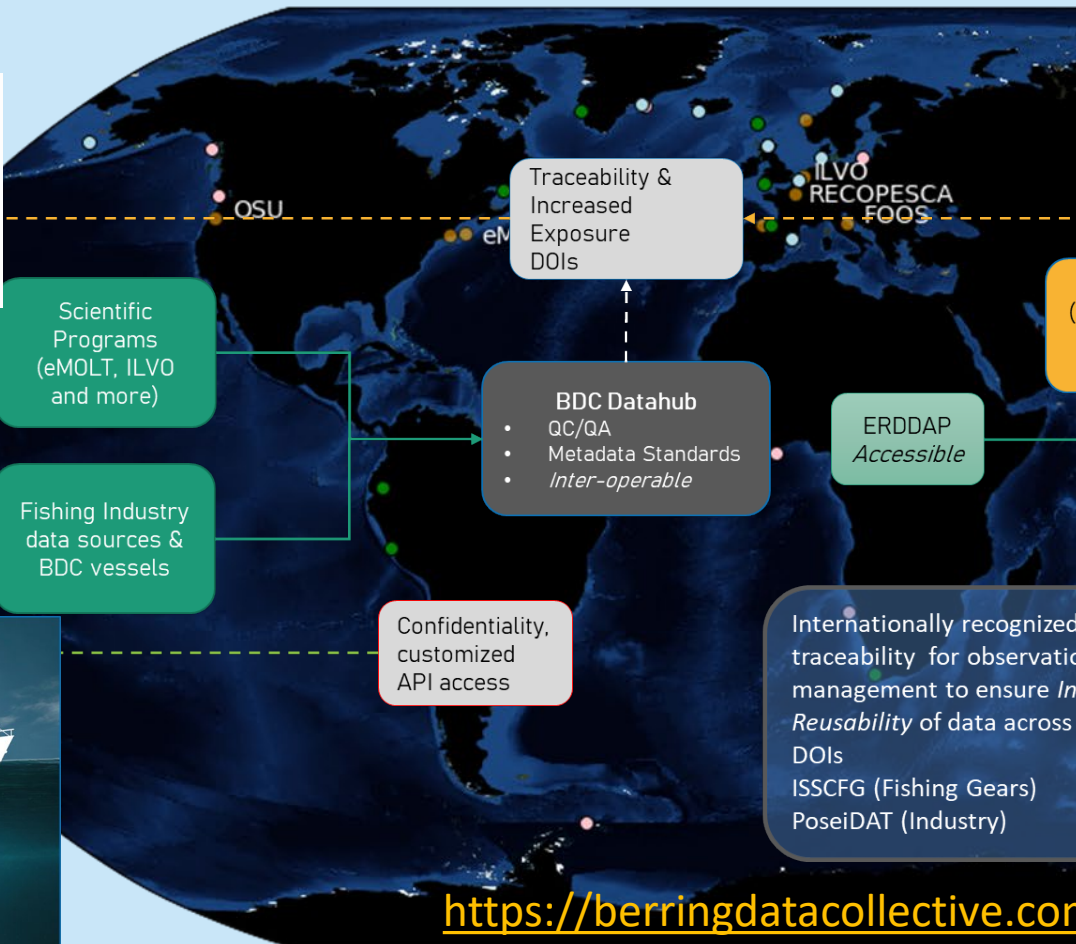 ILVO
RECOPESCA
FOOS
OSU
Traceability &
Increased
Exposure
DOIs
Scientific
Programs
(eMOLT, ILVO
and more)
(
BDC Datahub
• QC/QA
• Metadata Standards
• Inter-operable
ERDDAP
Accessible
Fishing Industry
data sources &
BDC vessels
Confidentiality,
customized
API access
Internationally recognized
traceability for observatio
management to ensure In
Reusability of data across
DOIs
ISSCFG (Fishing Gears)
PoseiDAT (Industry)
https://berringdatacollective.co